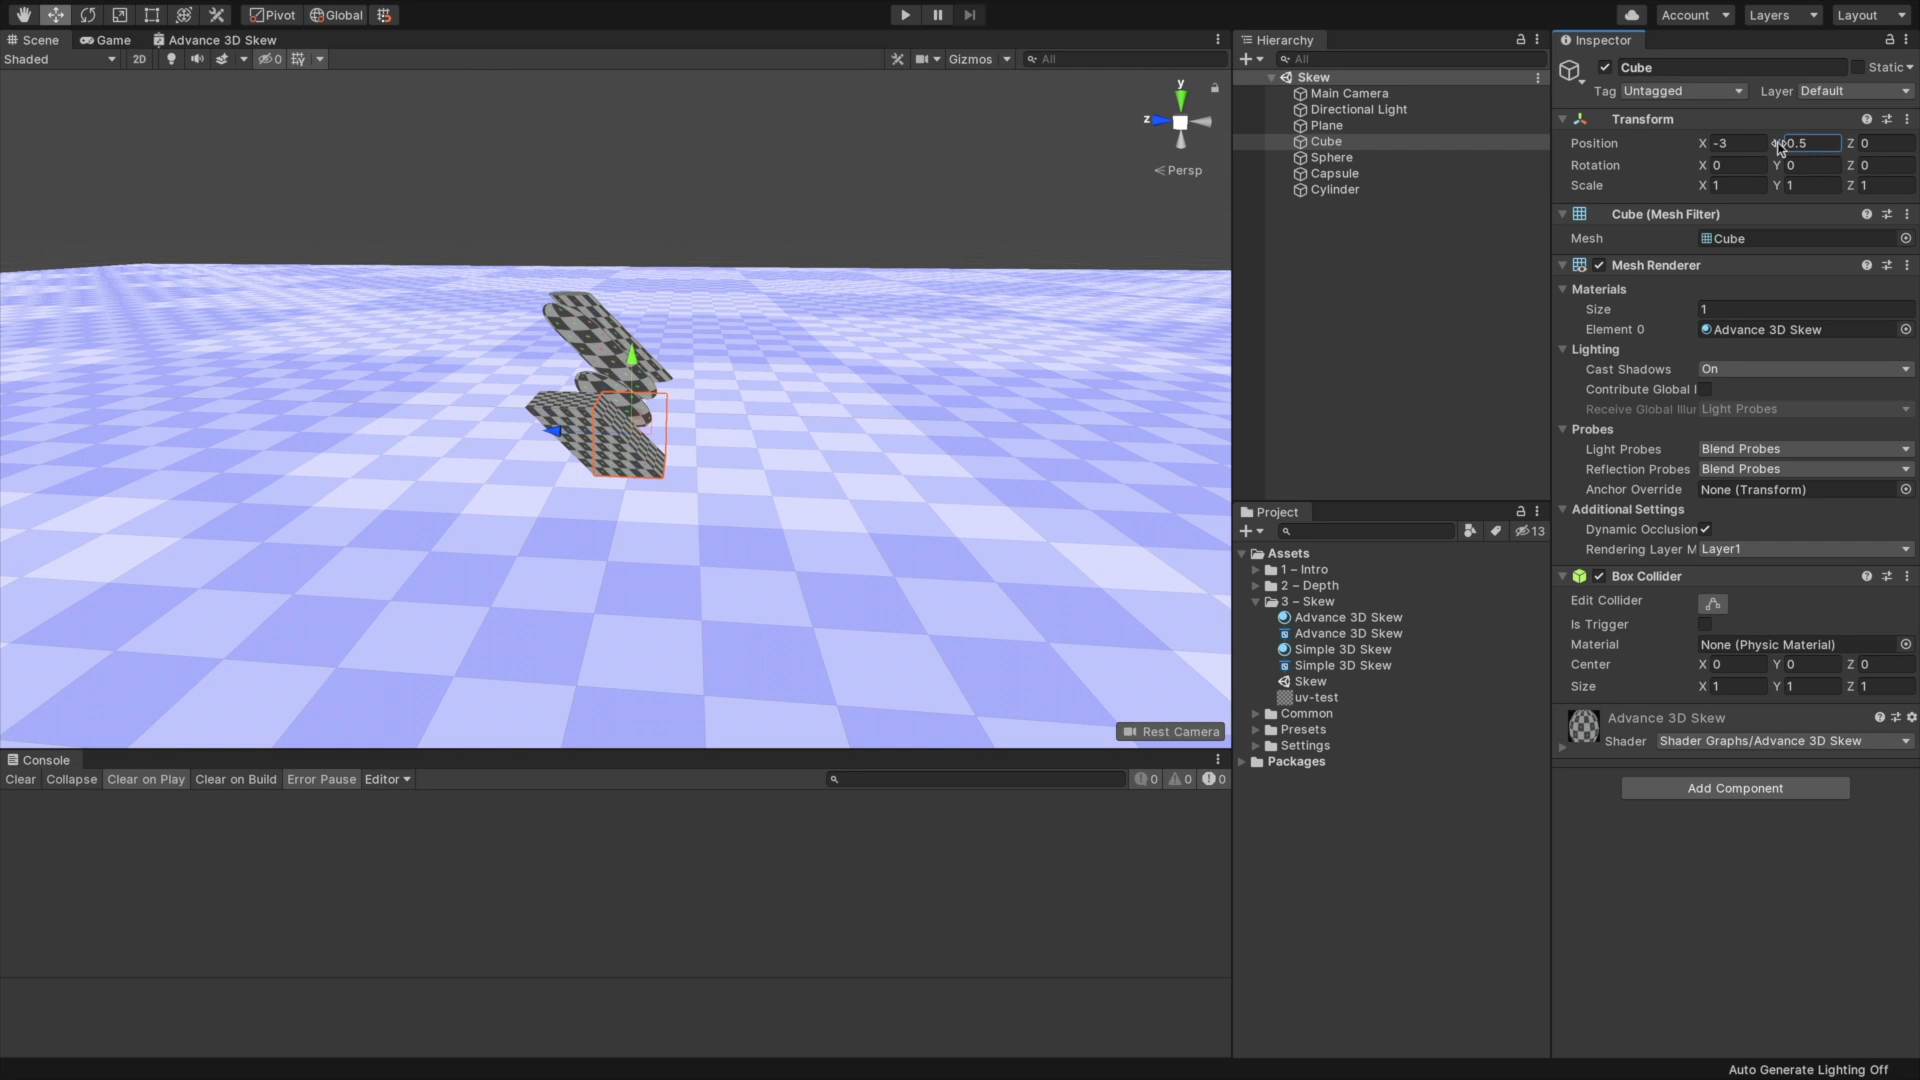 Pivot Global Account Layers Layout
Scene Game Advance 3D Skew
Shaded 2D 0 Gizmos All
y
z
Persp
Rest Camera
Console
Clear Collapse Clear on Play Clear on Build Error Pause Editor 0 0 0
Hierarchy
All
Skew
Main Camera
Directional Light
Plane
Cube
Sphere
Capsule
Cylinder
Project
13
Assets
1 – Intro
2 – Depth
3 – Skew
Advance 3D Skew
Advance 3D Skew
Simple 3D Skew
Simple 3D Skew
Skew
uv-test
Common
Presets
Settings
Packages
Inspector
Cube Static
Tag Untagged Layer Default
Transform
Position X -3 0.5 Z 0
Rotation X 0 Y 0 Z 0
Scale X 1 Y 1 Z 1
Cube (Mesh Filter)
Mesh Cube
Mesh Renderer
Materials
Size 1
Element 0 Advance 3D Skew
Lighting
Cast Shadows On
Contribute Global I
Receive Global Illur Light Probes
Probes
Light Probes Blend Probes
Reflection Probes Blend Probes
Anchor Override None (Transform)
Additional Settings
Dynamic Occlusion
Rendering Layer M Layer1
Box Collider
Edit Collider
Is Trigger
Material None (Physic Material)
Center X 0 Y 0 Z 0
Size X 1 Y 1 Z 1
Advance 3D Skew
Shader Shader Graphs/Advance 3D Skew
Add Component
Auto Generate Lighting Off